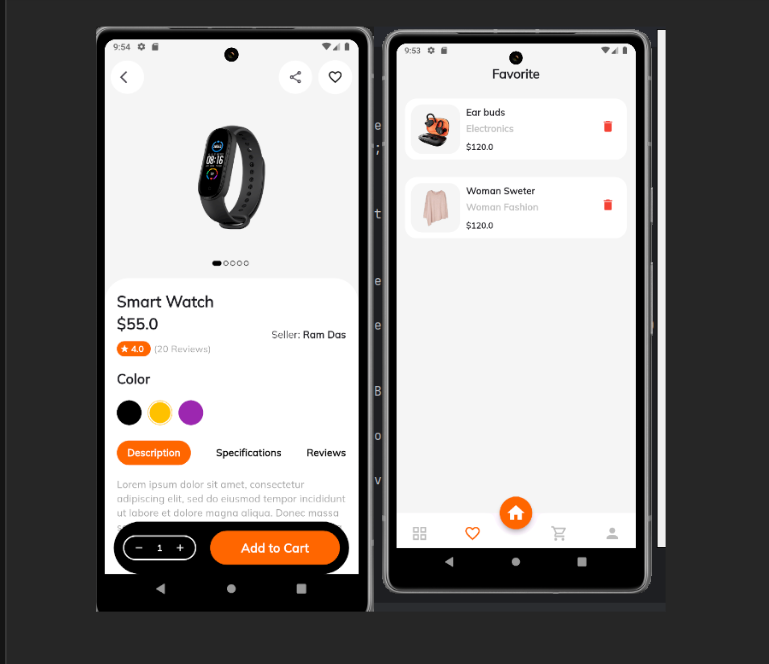 9:54
08:16
Smart Watch
$55.0
Seller: Ram Das
4.0 (20 Reviews)
Color
Description Specifications Reviews
Lorem ipsum dolor sit amet, consectetur
adipiscing elit, sed do eiusmod tempor incididunt
ut labore et dolore magna aliqua. Donec massa
1
Add to Cart
e
;
t
e
e
B
o
v
9:53
Favorite
Ear buds
Electronics
$120.0
Woman Sweter
Woman Fashion
$120.0